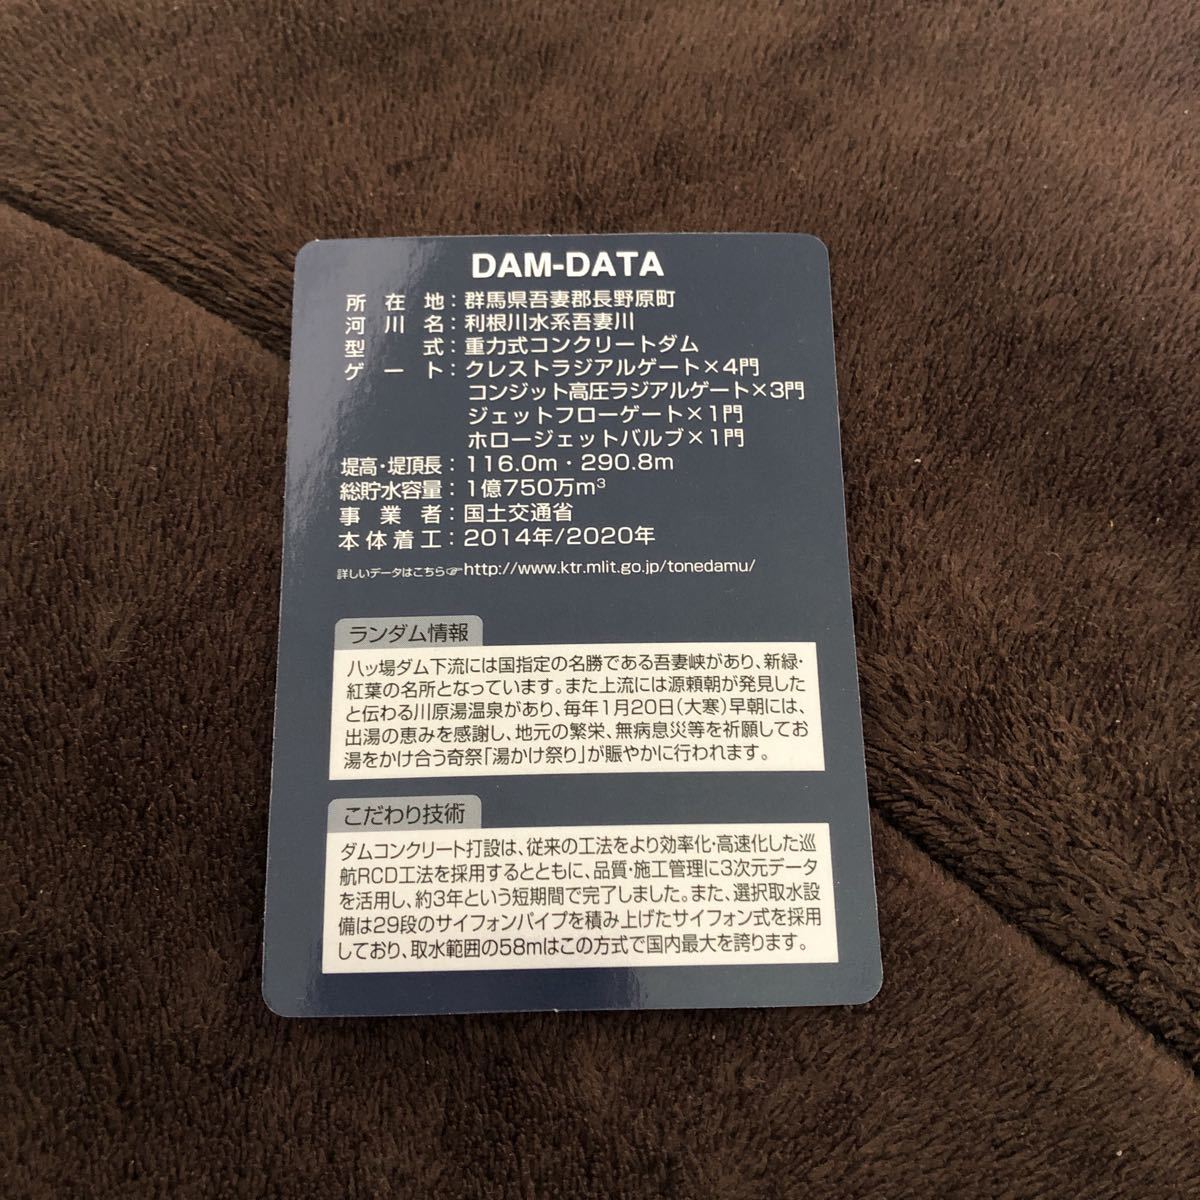 DAM-DATA
所在地：群馬県吾妻郡長野原町
河川名：利根川水系吾妻川
型式：重力式コンクリートダム
ゲート：クレストラジアルゲート×4門
コンジット高圧ラジアルゲート×3門
ジェットフローゲート×1門
ホロージェットバルブ×1門
堤高・堤頂長：116.0m・290.8m
総貯水容量：1億750万m³
事業者：国土交通省
本体着工：2014年/2020年
詳しいデータはこちら☞http://www.ktr.mlit.go.jp/tonedamu/
ランダム情報
八ッ場ダム下流には国指定の名勝である吾妻峡があり、新緑・
紅葉の名所となっています。また上流には源頼朝が発見した
と伝わる川原湯温泉があり、毎年1月20日（大寒）早朝には、
出湯の恵みを感謝し、地元の繁栄、無病息災等を祈願してお
湯をかけ合う奇祭「湯かけ祭り」が賑やかに行われます。
こだわり技術
ダムコンクリート打設は、従来の工法をより効率化・高速化した巡
航RCD工法を採用するとともに、品質・施工管理に3次元データ
を活用し、約3年という短期間で完了しました。また、選択取水設
備は29段のサイフォンパイプを積み上げたサイフォン式を採用
しており、取水範囲の58mはこの方式で国内最大を誇ります。